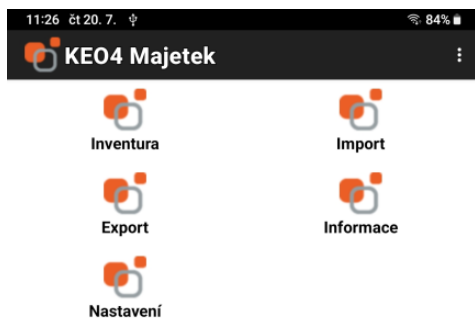 11:26 čt 20. 7. 84%
KEO4 Majetek
Inventura Import
Export Informace
Nastavení